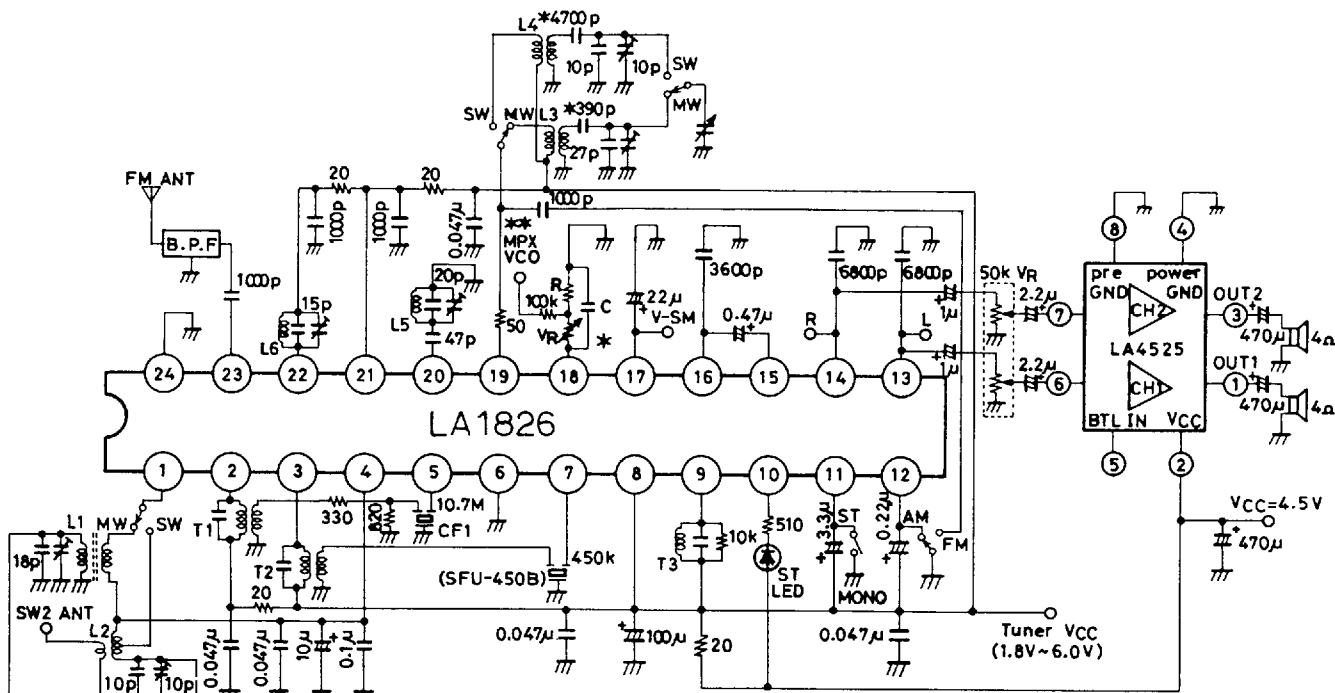 L4 *4700p
10p
10p
SW
MW
SW
MW
L3
*390p
27p
FM ANT
B.P.F
1000p
20
20
1000p
1000p
0.047μ
1000p
**
MPX
VCO
100k
R
VR
C
*
15p
L6
20p
L5
47p
50
22μ
+
V-SM
3600p
0.47μ
+
6800p
6800p
R
L
+
1μ
+
1μ
50k VR
2.2μ
+
2.2μ
+
8
4
pre
GND
power
GND
CH2
LA4525
CH1
BTL IN
VCC
7
6
5
2
OUT2
3
+
470μ
4Ω
OUT1
1
+
470μ
4Ω
VCC=4.5V
+
470μ
24
23
22
21
20
19
18
17
16
15
14
13
LA1826
1
2
3
4
5
6
7
8
9
10
11
12
L1
MW
SW
18p
SW2 ANT
L2
10p
10p
T1
330
820
10.7M
CF1
T2
(SFU-450B)
450k
20
0.047μ
0.047μ
10μ
+
0.1μ
0.047μ
+
100μ
T3
10k
20
510
ST
LED
3.3μ
+
ST
MONO
0.22μ
+
AM
FM
0.047μ
Tuner VCC
(1.8V~6.0V)